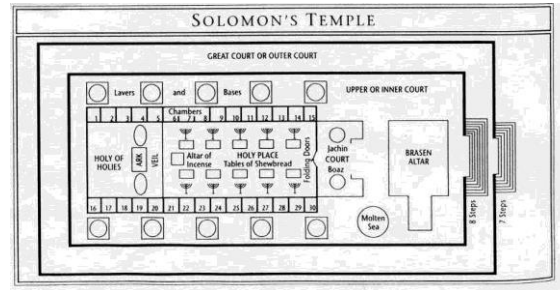 SOLOMON'S TEMPLE
GREAT COURT OR OUTER COURT
Lavers and Bases
UPPER OR INNER COURT
Chambers
1 2 3 4 5 6 7 8 9 10 11 12 13 14 15
HOLY OF
HOLIES
ARK
VEIL
Altar of
Incense
HOLY PLACE
Tables of Shewbread
Folding Doors
Jachin
COURT
Boaz
BRASEN
ALTAR
16 17 18 19 20 21 22 23 24 25 26 27 28 29 30
Molten
Sea
8 Steps
7 Steps